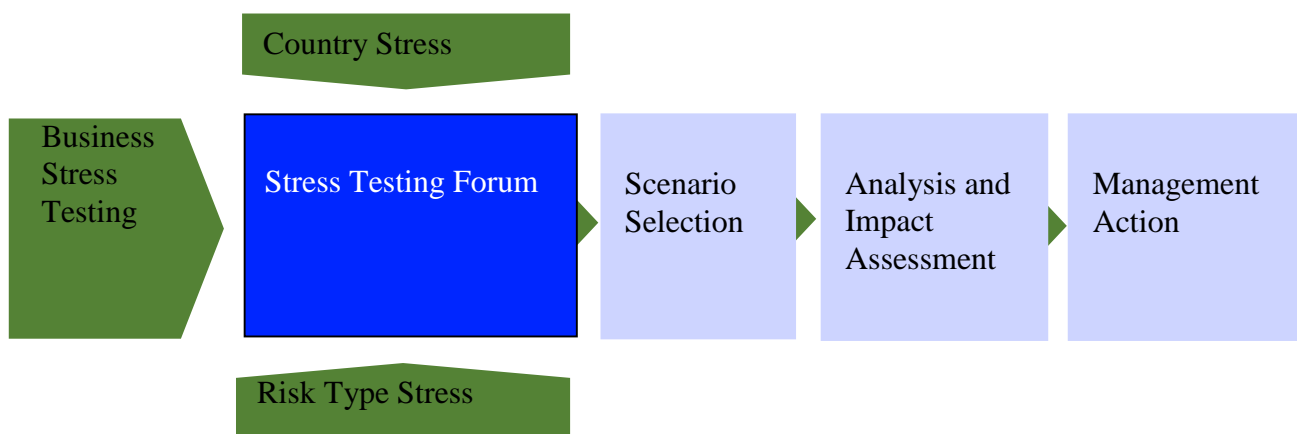 Country Stress
Business
Stress
Testing
Stress Testing Forum
Scenario
Selection
Analysis and
Impact
Assessment
Management
Action
Risk Type Stress